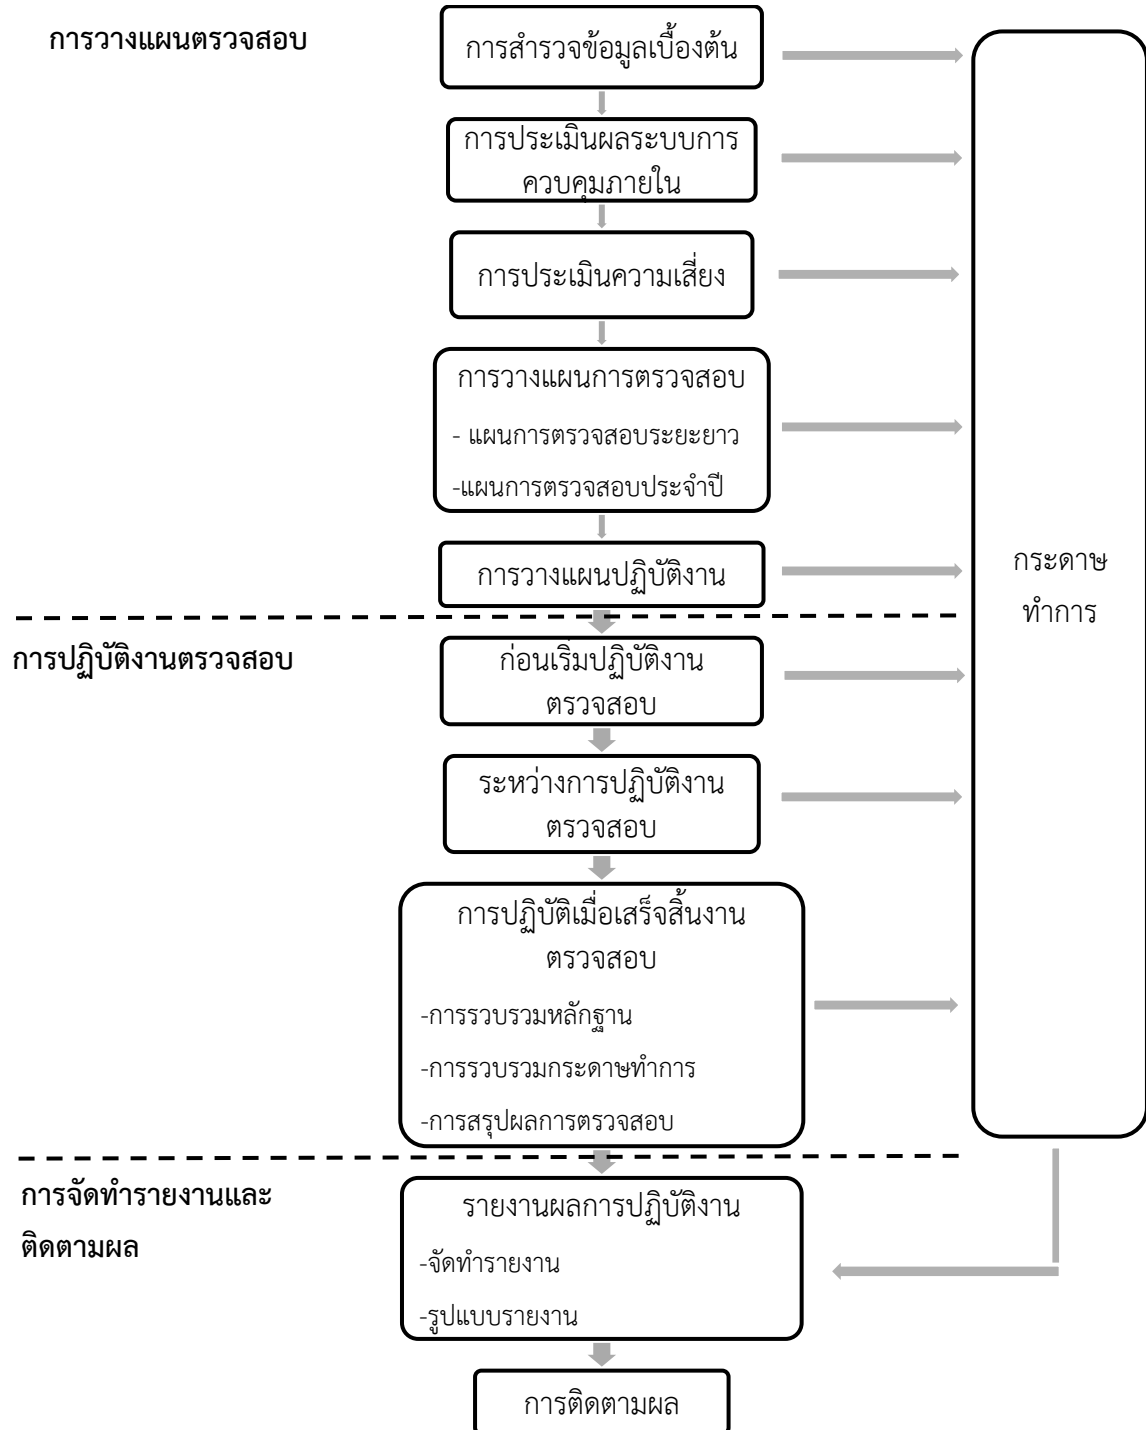 การวางแผนตรวจสอบ
การสำรวจข้อมูลเบื้องต้น
การประเมินผลระบบการ
ควบคุมภายใน
การประเมินความเสี่ยง
การวางแผนการตรวจสอบ
- แผนการตรวจสอบระยะยาว
-แผนการตรวจสอบประจำปี
การวางแผนปฏิบัติงาน
กระดาษ
ทำการ
การปฏิบัติงานตรวจสอบ
ก่อนเริ่มปฏิบัติงาน
ตรวจสอบ
ระหว่างการปฏิบัติงาน
ตรวจสอบ
การปฏิบัติเมื่อเสร็จสิ้นงาน
ตรวจสอบ
-การรวบรวมหลักฐาน
-การรวบรวมกระดาษทำการ
-การสรุปผลการตรวจสอบ
การจัดทำรายงานและ
ติดตามผล
รายงานผลการปฏิบัติงาน
-จัดทำรายงาน
-รูปแบบรายงาน
การติดตามผล